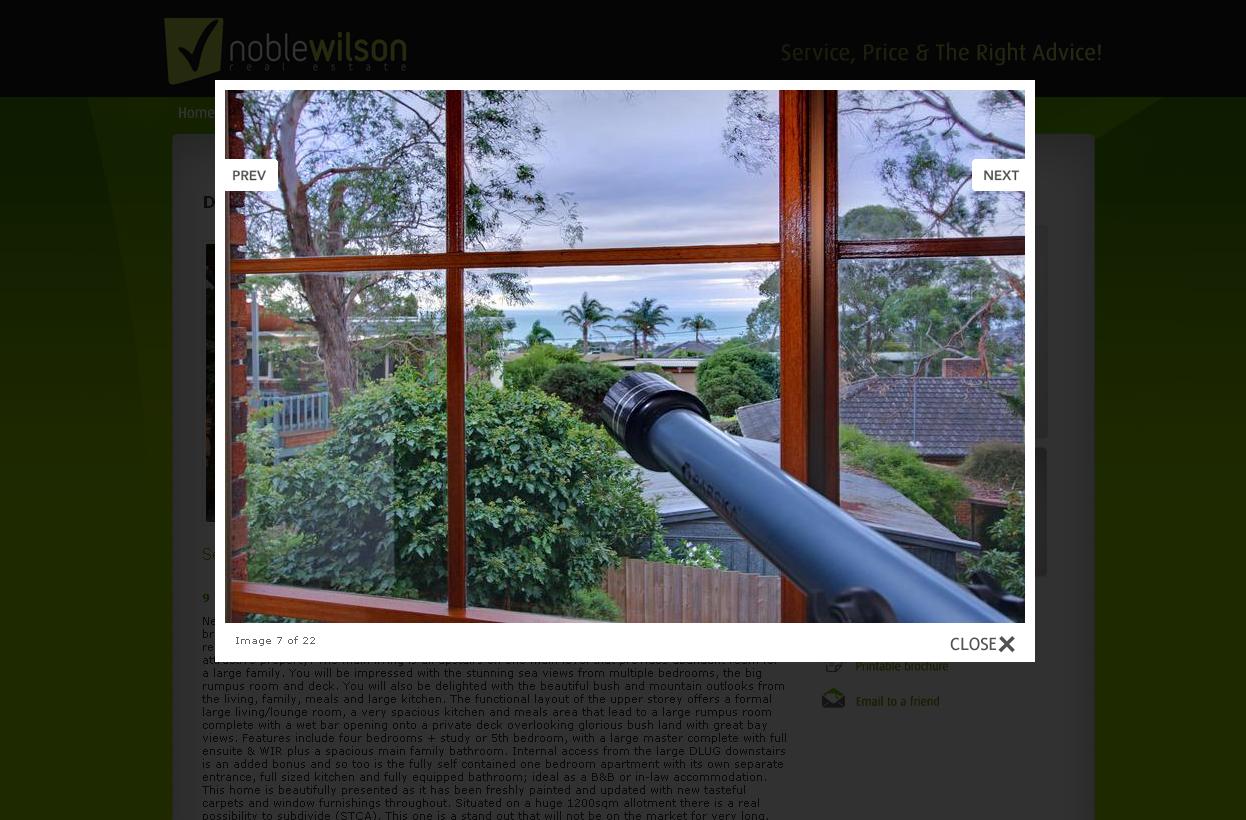 noblewilson
real estate
Service, Price & The Right Advice!
Home
PREV
NEXT
BARSKA
Image 7 of 22
CLOSE
Printable brochure
a large family. You will be impressed with the stunning sea views from multiple bedrooms, the big
rumpus room and deck. You will also be delighted with the beautiful bush and mountain outlooks from
the living, family, meals and large kitchen. The functional layout of the upper storey offers a formal
large living/lounge room, a very spacious kitchen and meals area that lead to a large rumpus room
complete with a wet bar opening onto a private deck overlooking glorious bush land with great bay
views. Features include four bedrooms + study or 5th bedroom, with a large master complete with full
ensuite & WIR plus a spacious main family bathroom. Internal access from the large DLUG downstairs
is an added bonus and so too is the fully self contained one bedroom apartment with its own separate
entrance, full sized kitchen and fully equipped bathroom; ideal as a B&B or in-law accommodation.
This home is beautifully presented as it has been freshly painted and updated with new tasteful
carpets and window furnishings throughout. Situated on a huge 1200sqm allotment there is a real
possibility to subdivide (STCA). This one is a stand out that will not be on the market for very long.
Email to a friend